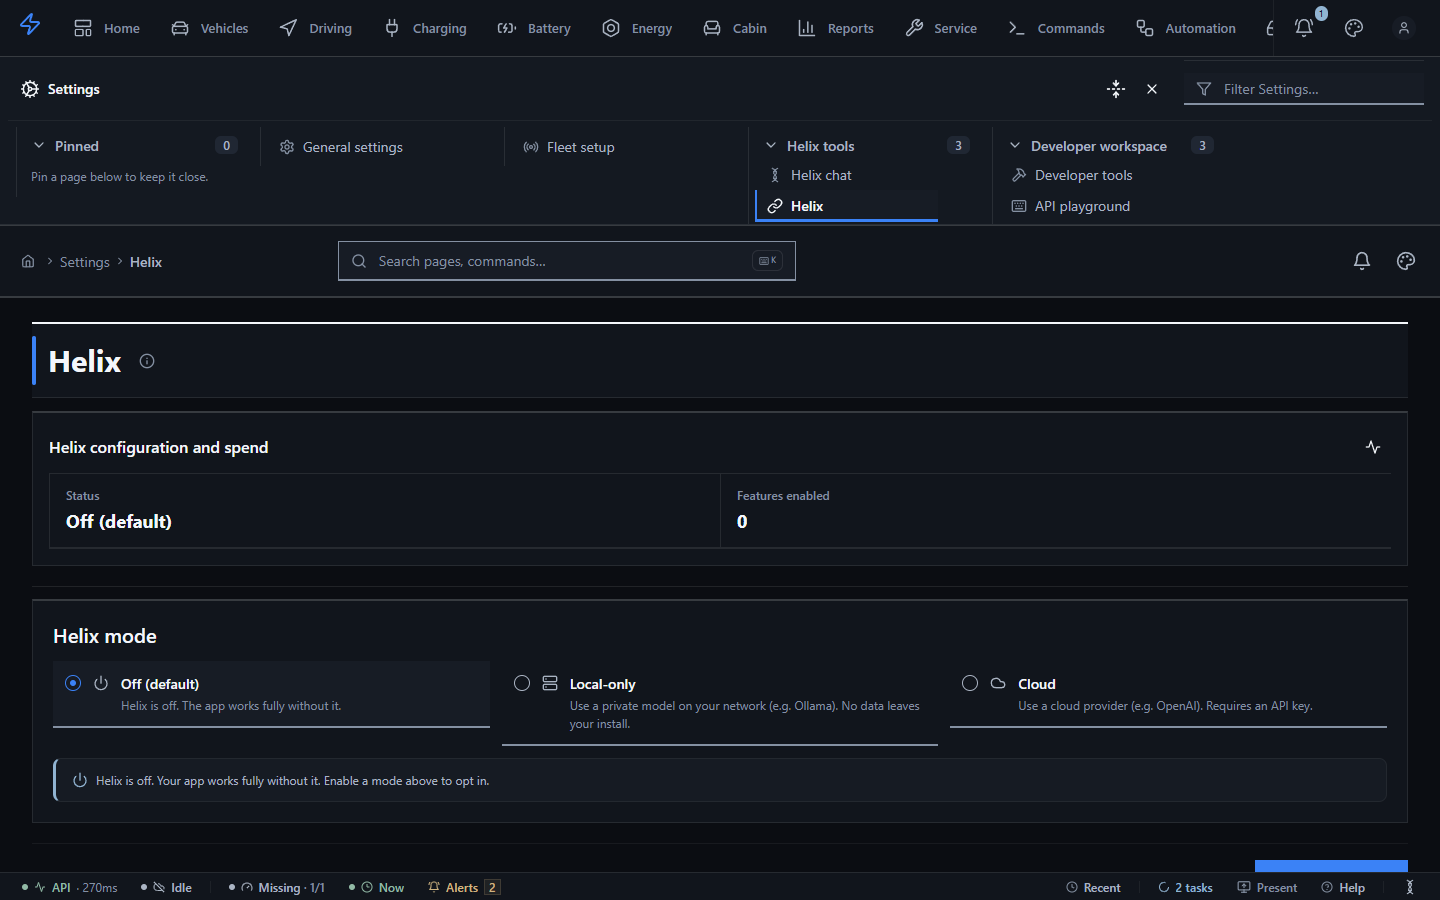 Home
Vehicles
Driving
Charging
Battery
Energy
Cabin
Reports
Service
Commands
Automation
1
Settings
Filter Settings...
Pinned
0
Pin a page below to keep it close.
General settings
Fleet setup
Helix tools
3
Helix chat
Helix
Developer workspace
3
Developer tools
API playground
Settings
Helix
Search pages, commands...
K
Helix
Helix configuration and spend
Status
Off (default)
Features enabled
0
Helix mode
Off (default)
Helix is off. The app works fully without it.
Local-only
Use a private model on your network (e.g. Ollama). No data leaves
your install.
Cloud
Use a cloud provider (e.g. OpenAI). Requires an API key.
Helix is off. Your app works fully without it. Enable a mode above to opt in.
API · 270ms
Idle
Missing · 1/1
Now
Alerts 2
Recent
2 tasks
Present
Help